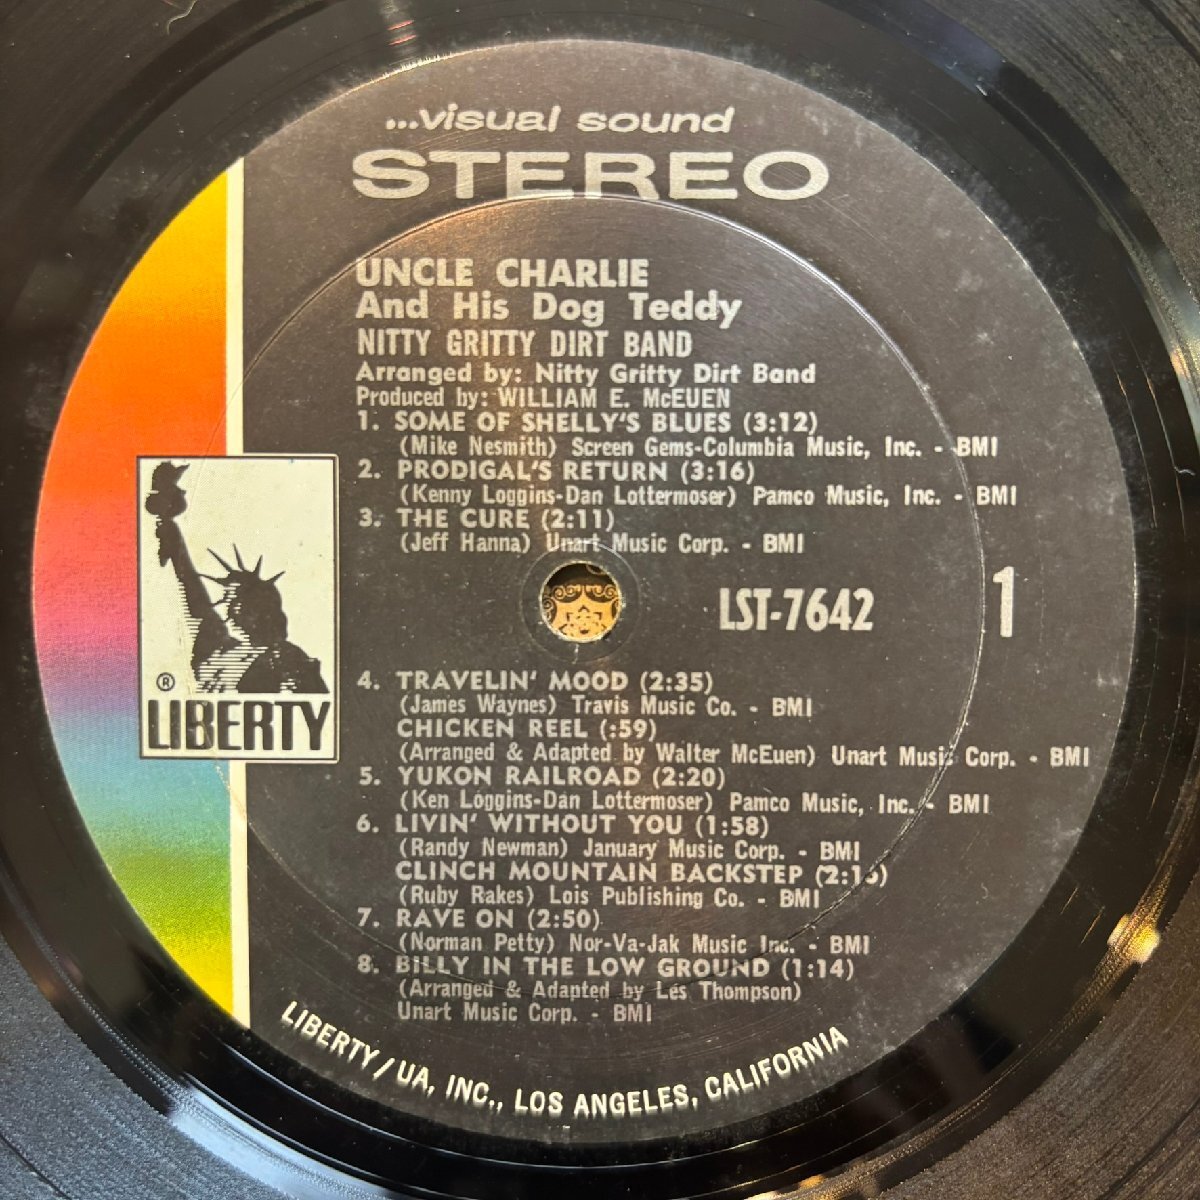 ...visual sound
STEREO
UNCLE CHARLIE
And His Dog Teddy
NITTY GRITTY DIRT BAND
Arranged by: Nitty Gritty Dirt Band
Produced by: WILLIAM E. McEUEN
1. SOME OF SHELLY'S BLUES (3:12)
(Mike Nesmith) Screen Gems-Columbia Music, Inc. - BMI
2. PRODIGAL'S RETURN (3:16)
(Kenny Loggins-Dan Lottermoser) Pamco Music, Inc. - BMI
3. THE CURE (2:11)
(Jeff Hanna) Unart Music Corp. - BMI
LST-7642
1
4. TRAVELIN' MOOD (2:35)
(James Waynes) Travis Music Co. - BMI
CHICKEN REEL (:59)
(Arranged & Adapted by Walter McEuen) Unart Music Corp. - BMI
5. YUKON RAILROAD (2:20)
(Ken Loggins-Dan Lottermoser) Pamco Music, Inc. - BMI
6. LIVIN' WITHOUT YOU (1:58)
(Randy Newman) January Music Corp. - BMI
CLINCH MOUNTAIN BACKSTEP
(Ruby Rakes) Lois Publishing Co. - BMI
7. RAVE ON (2:50)
(Norman Petty) Nor-Va-Jak Music Inc. - BMI
8. BILLY IN THE LOW GROUND (1:14)
(Arranged & Adapted by Les Thompson)
Unart Music Corp. - BMI
®
LIBERTY
LIBERTY/UA, INC., LOS ANGELES, CALIFORNIA